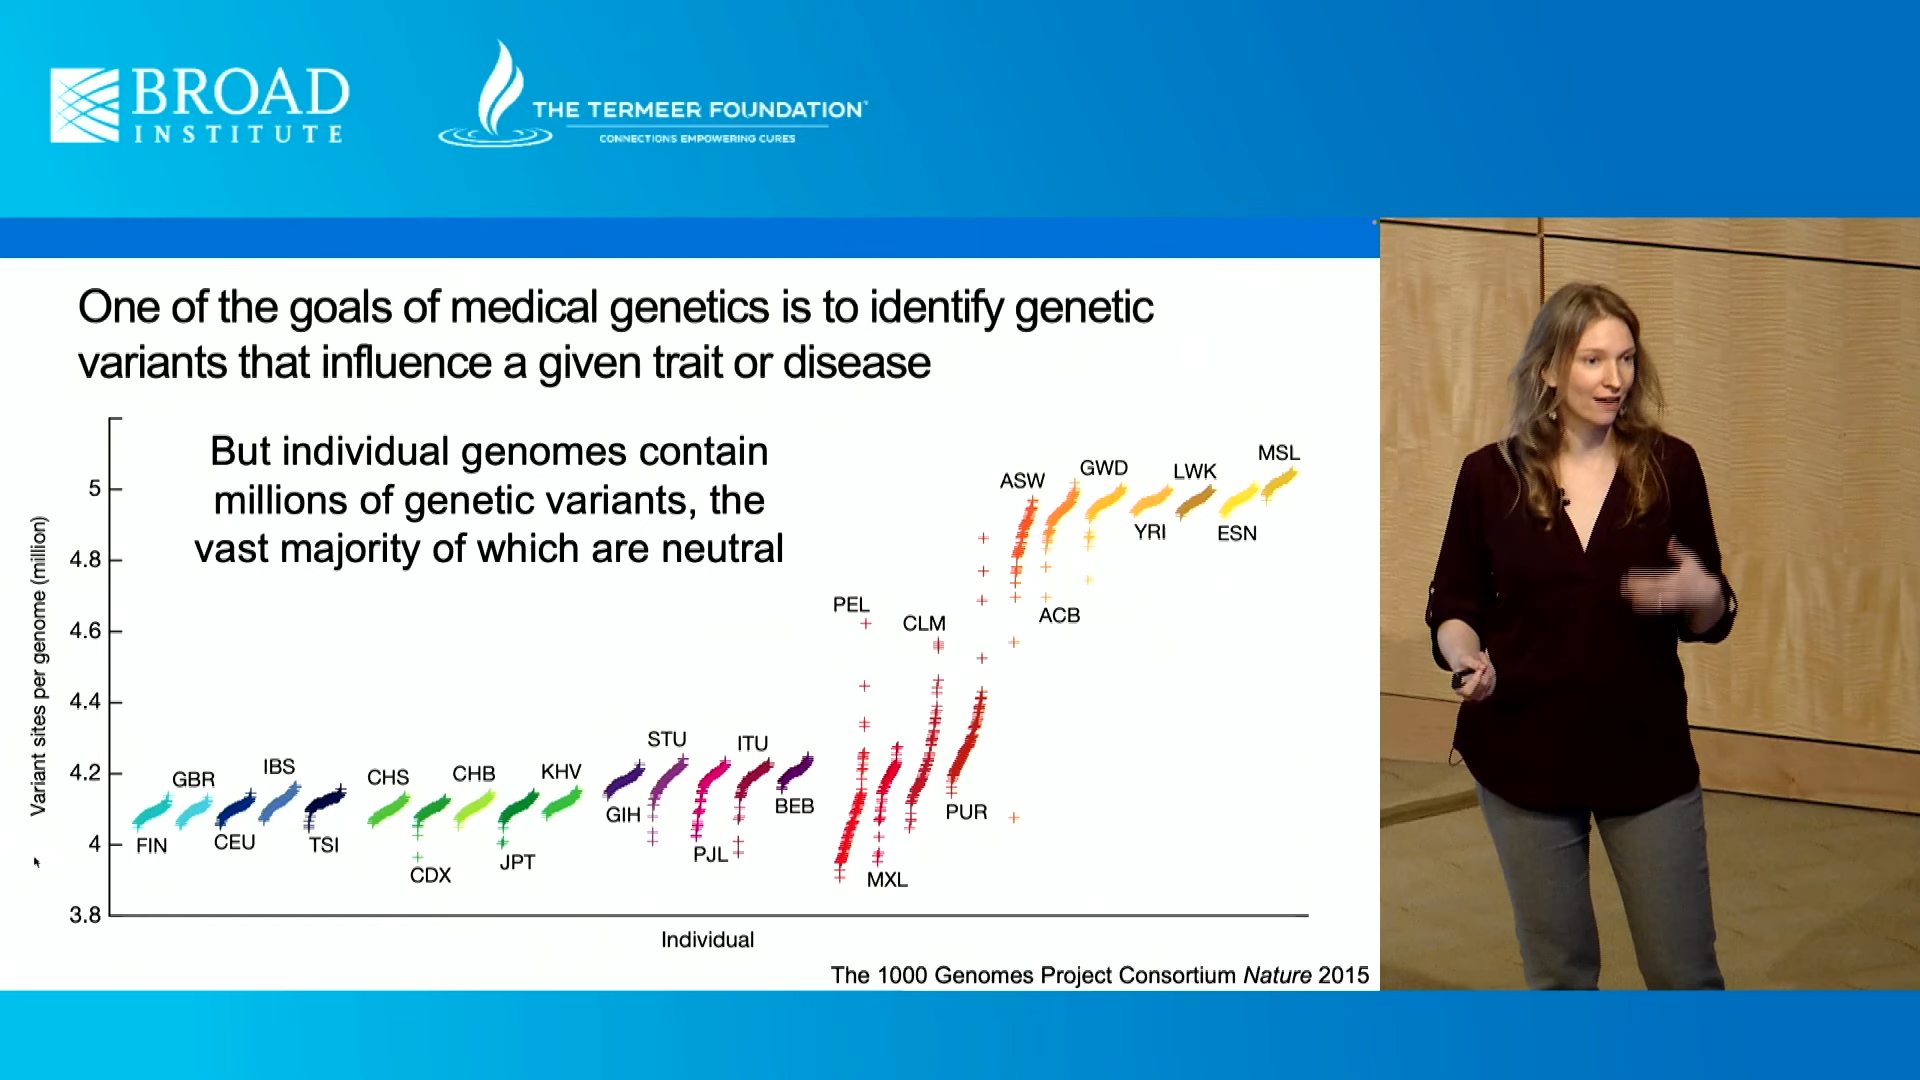 BROAD
INSTITUTE
THE TERMEER FOUNDATION
CONNECTIONS EMPOWERING CURES
One of the goals of medical genetics is to identify genetic
variants that influence a given trait or disease
But individual genomes contain
millions of genetic variants, the
vast majority of which are neutral
Variant sites per genome (million)
5
4.8
4.6
4.4
4.2
4
3.8
FIN
GBR
CEU
IBS
TSI
CHS
CDX
CHB
JPT
KHV
GIH
STU
PJL
ITU
BEB
PEL
MXL
CLM
PUR
ASW
ACB
GWD
YRI
LWK
ESN
MSL
Individual
The 1000 Genomes Project Consortium Nature 2015